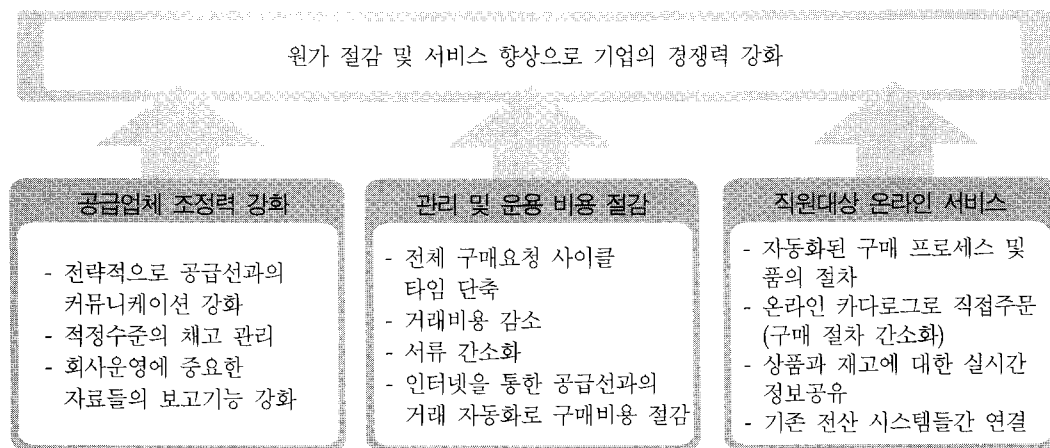 원가 절감 및 서비스 향상으로 기업의 경쟁력 강화
공급업체 조정력 강화
- 전략적으로 공급선과의
커뮤니케이션 강화
- 적정수준의 채고 관리
- 회사운영에 중요한
자료들의 보고기능 강화
관리 및 운용 비용 절감
- 전체 구매요청 사이클
타임 단축
- 거래비용 감소
- 서류 간소화
- 인터넷을 통한 공급선과의
거래 자동화로 구매비용 절감
직원대상 온라인 서비스
- 자동화된 구매 프로세스 및
품의 절차
- 온라인 카다로그로 직접주문
(구매 절차 간소화)
- 상품과 재고에 대한 실시간
정보공유
- 기존 전산 시스템들간 연결